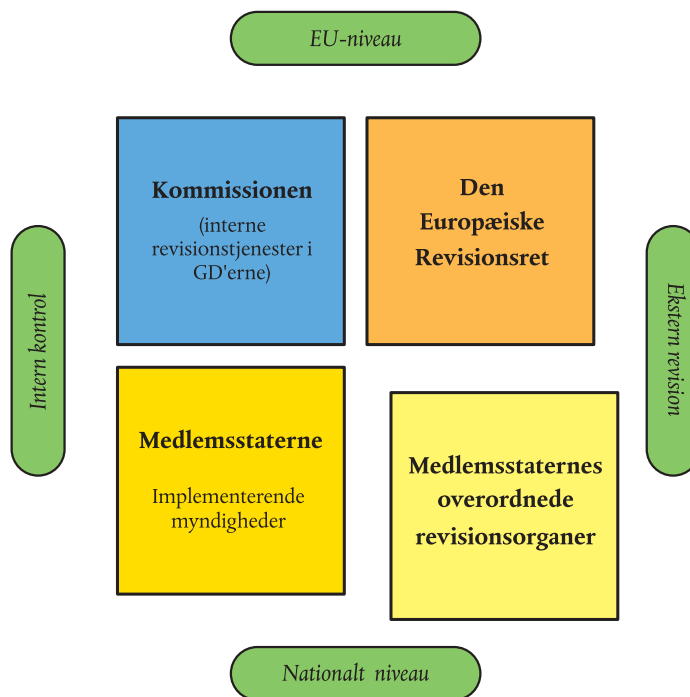 EU-niveau
Kommissionen
(interne
revisionstjenester i
GD'erne)
Den
Europæiske
Revisionsret
Intern kontrol
Ekstern revision
Medlemsstaterne
Implementerende
myndigheder
Medlemsstaternes
overordnede
revisionsorganer
Nationalt niveau